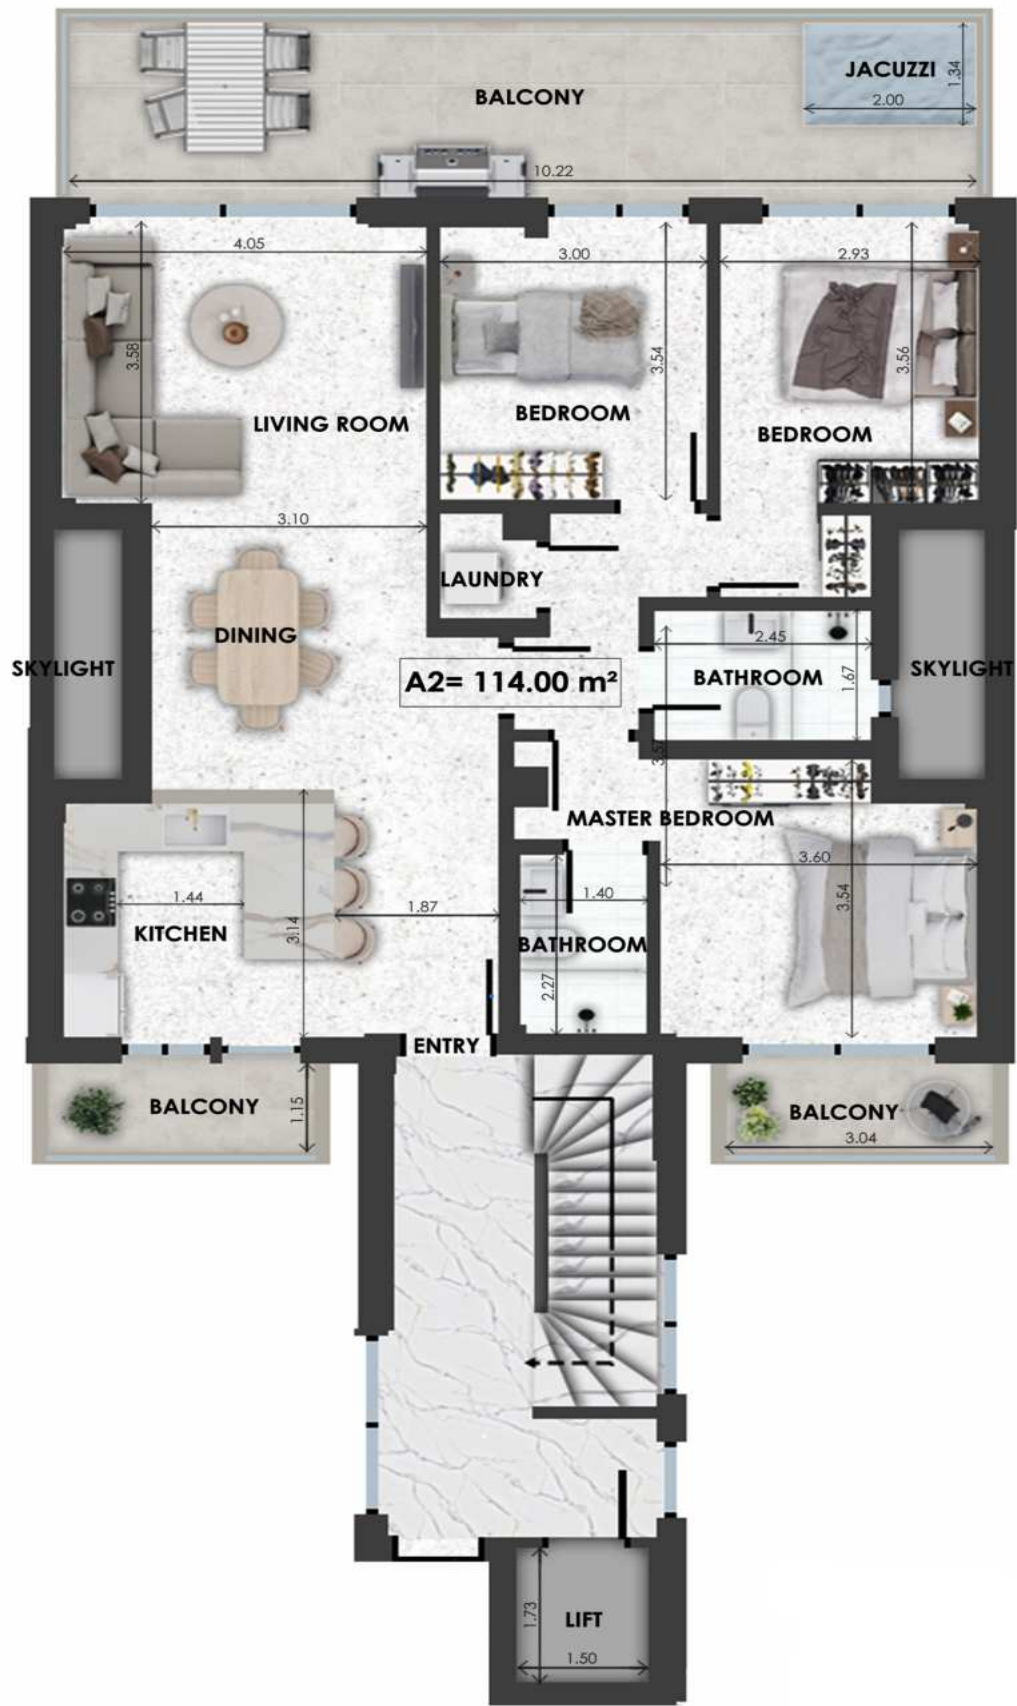 JACUZZI
1.34
2.00
BALCONY
10.22
4.05
3.00
2.93
3.58
3.54
3.56
LIVING ROOM
BEDROOM
BEDROOM
3.10
LAUNDRY
DINING
2.45
SKYLIGHT
A2= 114.00 m²
BATHROOM
1.67
SKYLIGHT
3.57
MASTER BEDROOM
3.60
3.54
1.44
1.87
1.40
KITCHEN
3.14
BATHROOM
2.27
ENTRY
BALCONY
1.15
BALCONY
3.04
1.73
LIFT
1.50